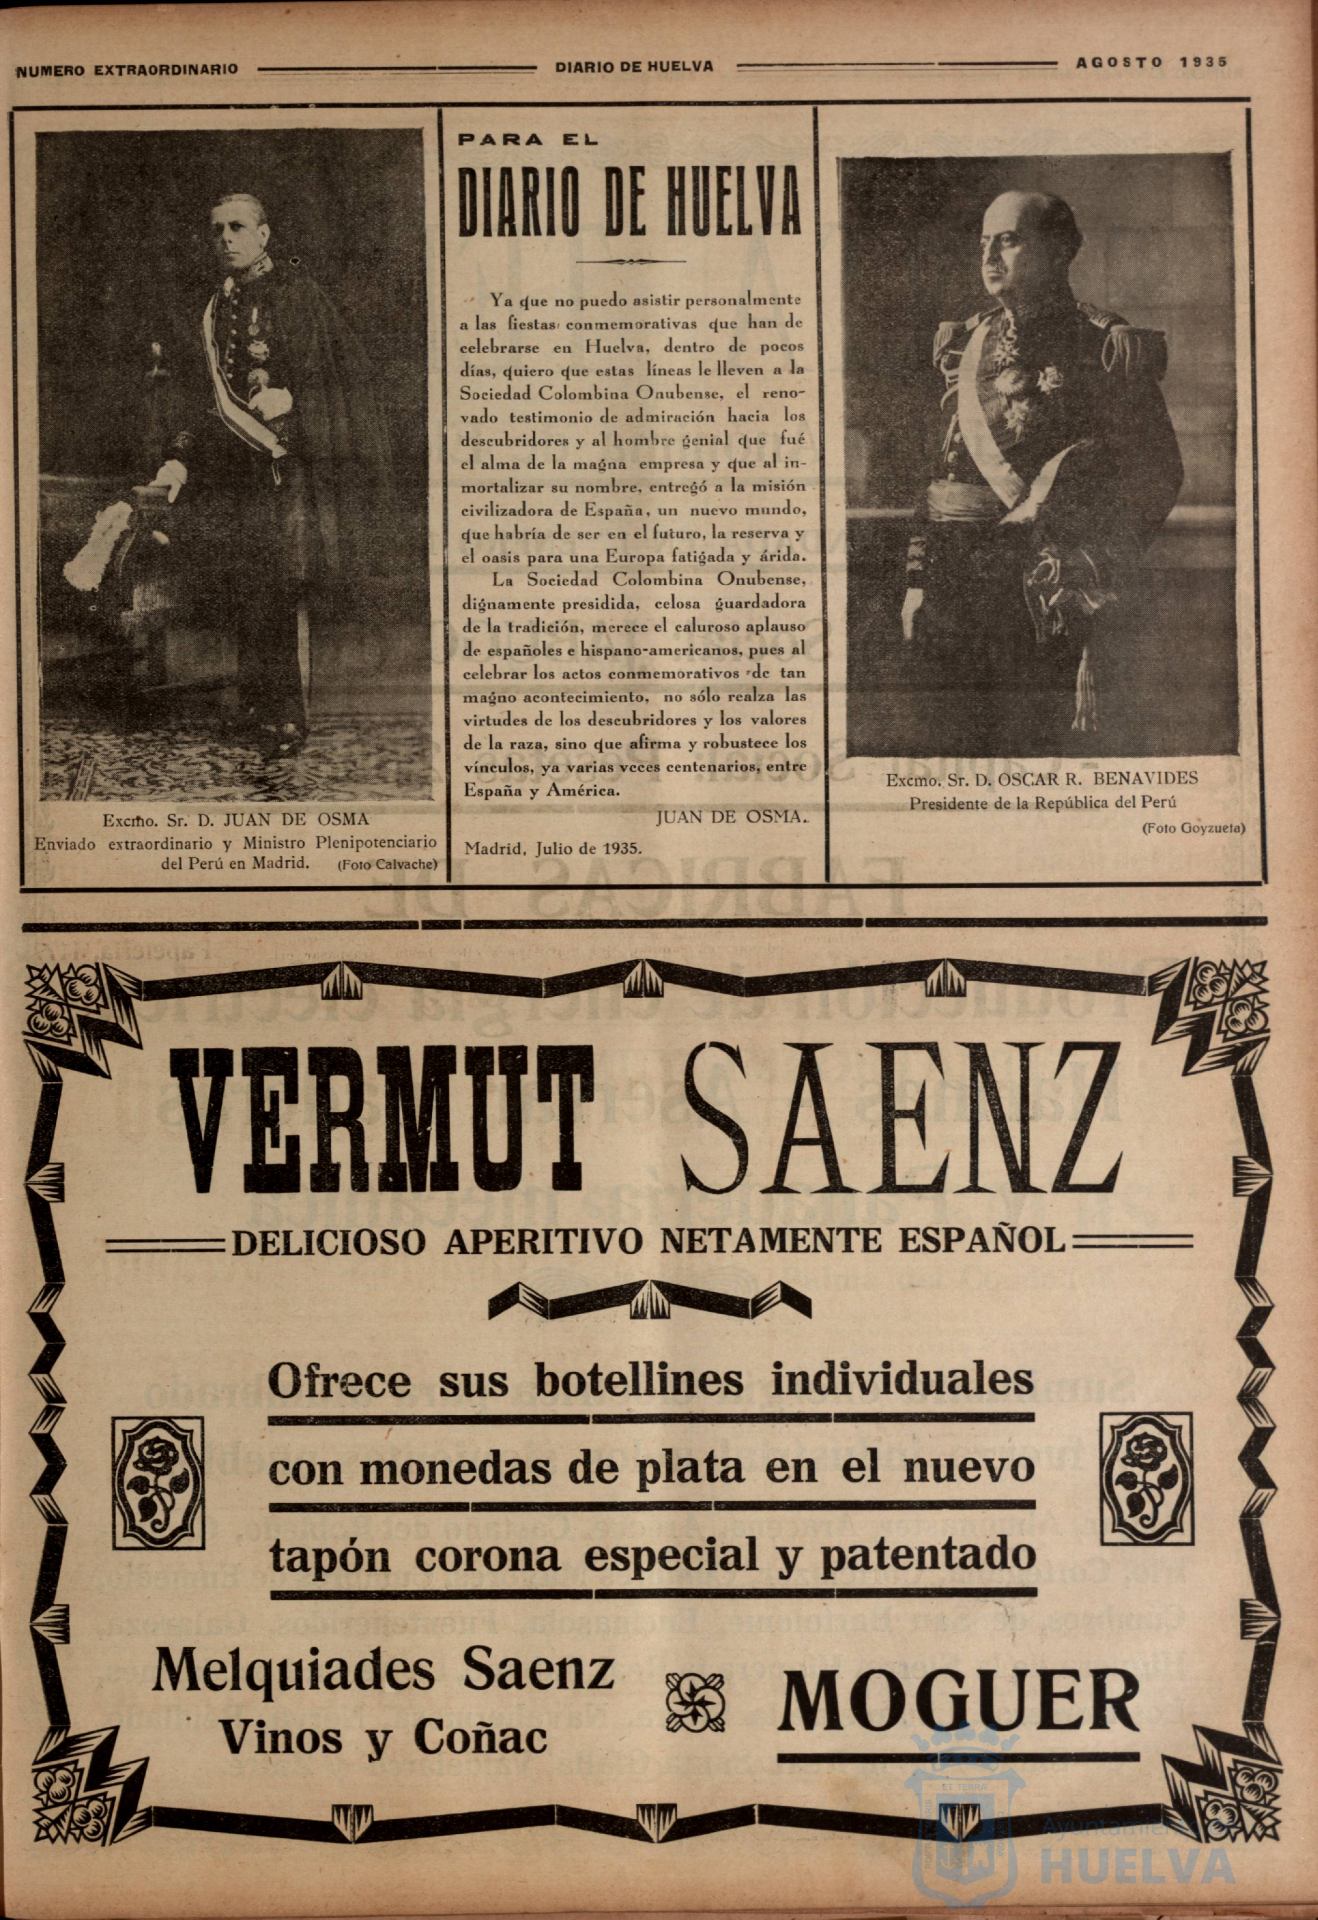 NUMERO EXTRAORDINARIO
DIARIO DE HUELVA
AGOSTO 1935
Excmo. Sr. D. JUAN DE OSMA
Enviado extraordinario y Ministro Plenipotenciario
del Perú en Madrid. (Foto Calvache)
PARA EL
DIARIO DE HUELVA
Ya que no puedo asistir personalmente
a las fiestas conmemorativas que han de
celebrarse en Huelva, dentro de pocos
días, quiero que estas líneas le lleven a la
Sociedad Colombina Onubense, el reno-
vado testimonio de admiración hacia los
descubridores y al hombre genial que fué
el alma de la magna empresa y que al in-
mortalizar su nombre, entregó a la misión
civilizadora de España, un nuevo mundo,
que habría de ser en el futuro, la reserva y
el oasis para una Europa fatigada y árida.
La Sociedad Colombina Onubense,
dignamente presidida, celosa guardadora
de la tradición, merece el caluroso aplauso
de españoles e hispano-americanos, pues al
celebrar los actos conmemorativos de tan
magno acontecimiento, no sólo realza las
virtudes de los descubridores y los valores
de la raza, sino que afirma y robustece los
vínculos, ya varias veces centenarios, entre
España y América.
JUAN DE OSMA.
Madrid, Julio de 1935.
Excmo. Sr. D. OSCAR R. BENAVIDES
Presidente de la República del Perú
(Foto Goyzueta)
VERMUT SAENZ
DELICIOSO APERITIVO NETAMENTE ESPAÑOL
Ofrece sus botellines individuales
con monedas de plata en el nuevo
tapón corona especial y patentado
Melquiades Saenz
Vinos y Coñac
MOGUER
Ayuntamie
HUELVA